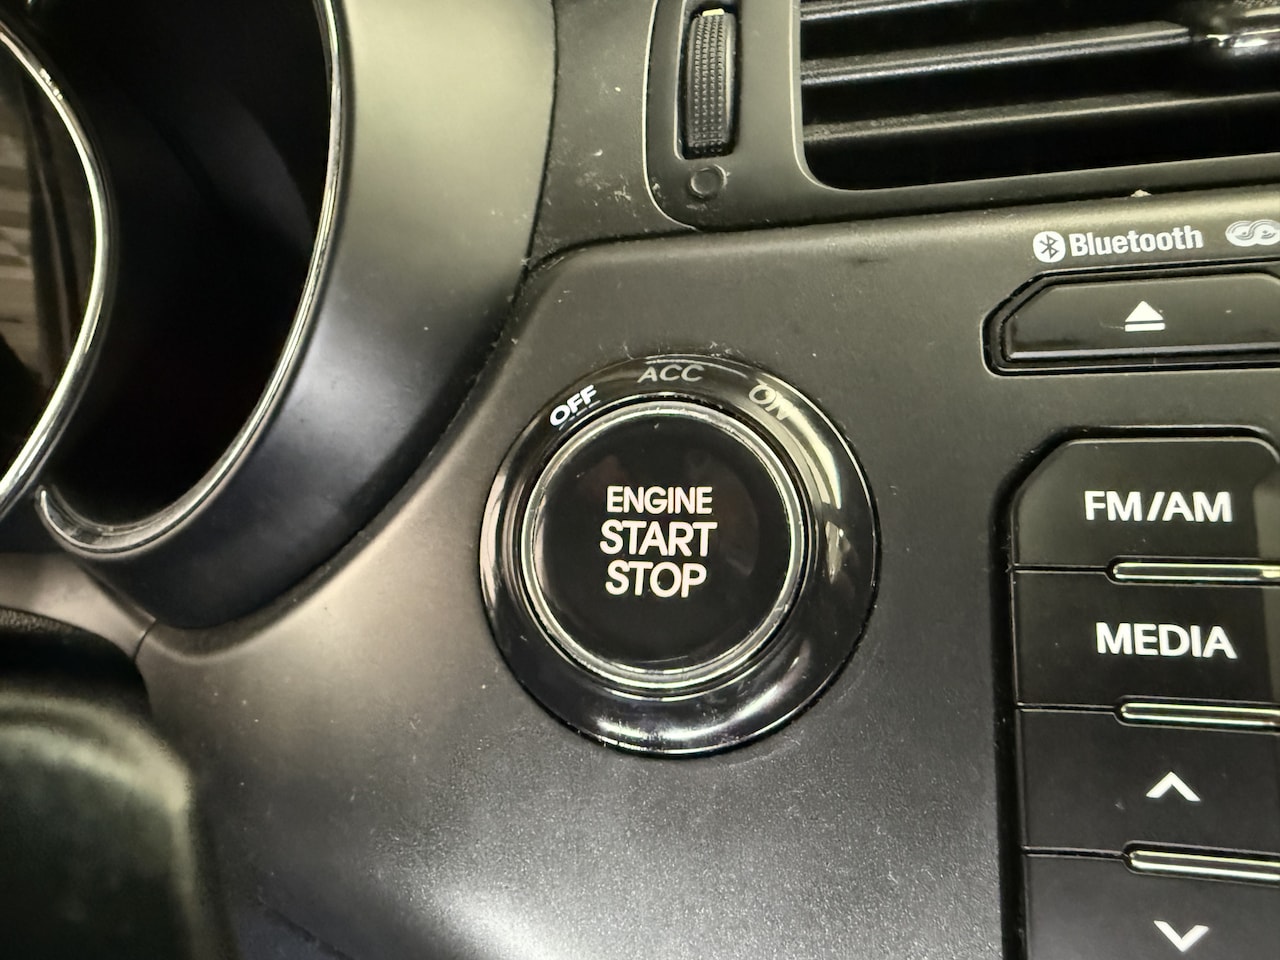 Bluetooth
OFF
ACC
ON
ENGINE
START
STOP
FM/AM
MEDIA